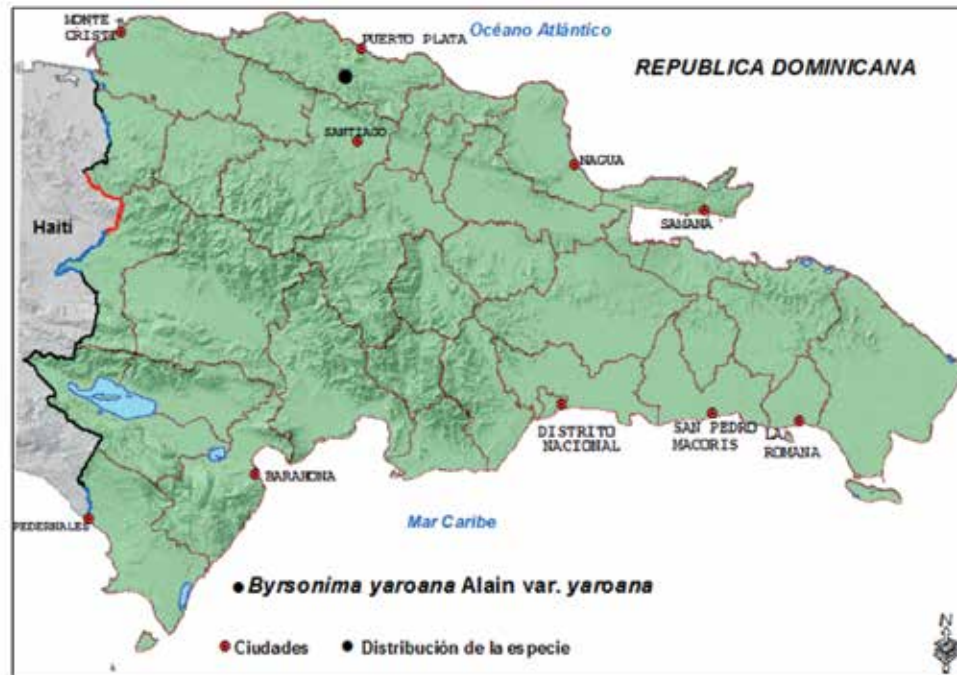 MONTE
CRISTI
PUERTO PLATA
Océano Atlántico
REPUBLICA DOMINICANA
SANTIAGO
NAGUA
SAMANA
Haití
DISTRITO
NACIONAL
SAN PEDRO
MACORIS
LA
ROMANA
BARAHONA
PEDERNALES
Mar Caribe
Byrsonima yaroana Alain var. yaroana
Ciudades
Distribución de la especie
N